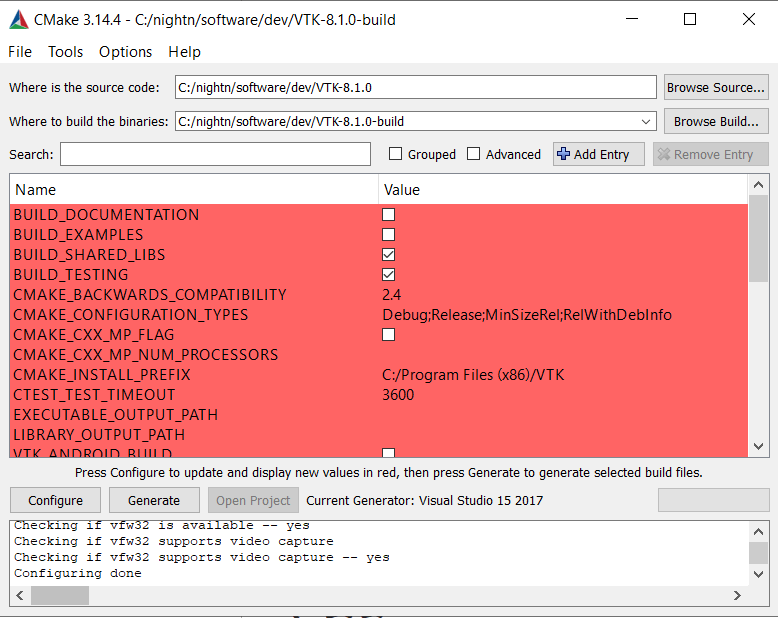 CMake 3.14.4 - C:/nightn/software/dev/VTK-8.1.0-build
File Tools Options Help
Where is the source code: C:/nightn/software/dev/VTK-8.1.0 Browse Source...
Where to build the binaries: C:/nightn/software/dev/VTK-8.1.0-build Browse Build...
Search: Grouped Advanced Add Entry Remove Entry
Name Value
BUILD_DOCUMENTATION
BUILD_EXAMPLES
BUILD_SHARED_LIBS
BUILD_TESTING
CMAKE_BACKWARDS_COMPATIBILITY 2.4
CMAKE_CONFIGURATION_TYPES Debug;Release;MinSizeRel;RelWithDebInfo
CMAKE_CXX_MP_FLAG
CMAKE_CXX_MP_NUM_PROCESSORS
CMAKE_INSTALL_PREFIX C:/Program Files (x86)/VTK
CTEST_TEST_TIMEOUT 3600
EXECUTABLE_OUTPUT_PATH
LIBRARY_OUTPUT_PATH
VTK_ANDROID_BUILD
Press Configure to update and display new values in red, then press Generate to generate selected build files.
Configure Generate Open Project Current Generator: Visual Studio 15 2017
Checking if vfw32 is available -- yes
Checking if vfw32 supports video capture
Checking if vfw32 supports video capture -- yes
Configuring done